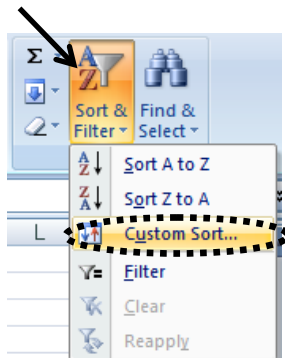 Σ
Sort & Find &
Filter Select
Sort A to Z
Sort Z to A
L
Custom Sort...
Filter
Clear
Reapply